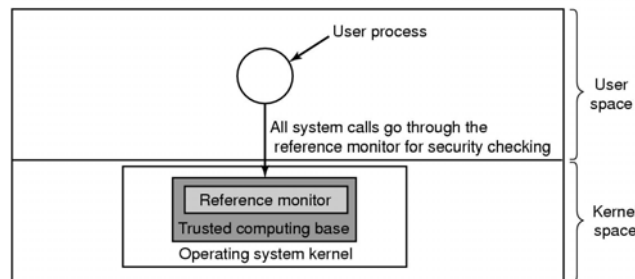 User process
User
space
All system calls go through the
reference monitor for security checking
Reference monitor
Trusted computing base
Operating system kernel
Kerne
space